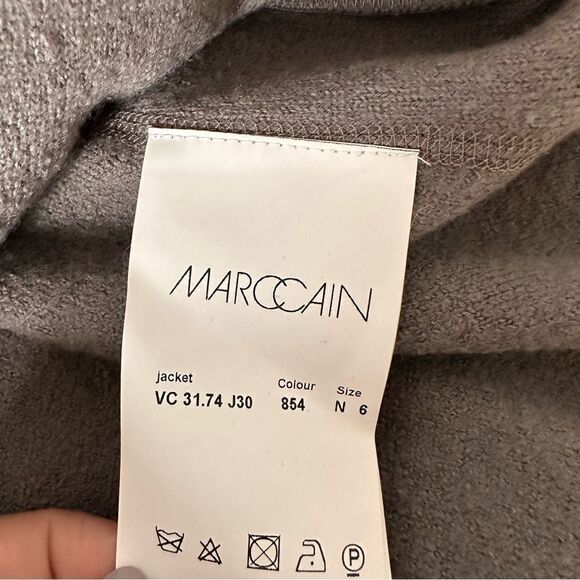 MARCCAIN
jacket Colour Size
VC 31.74 J30 854 N 6
P